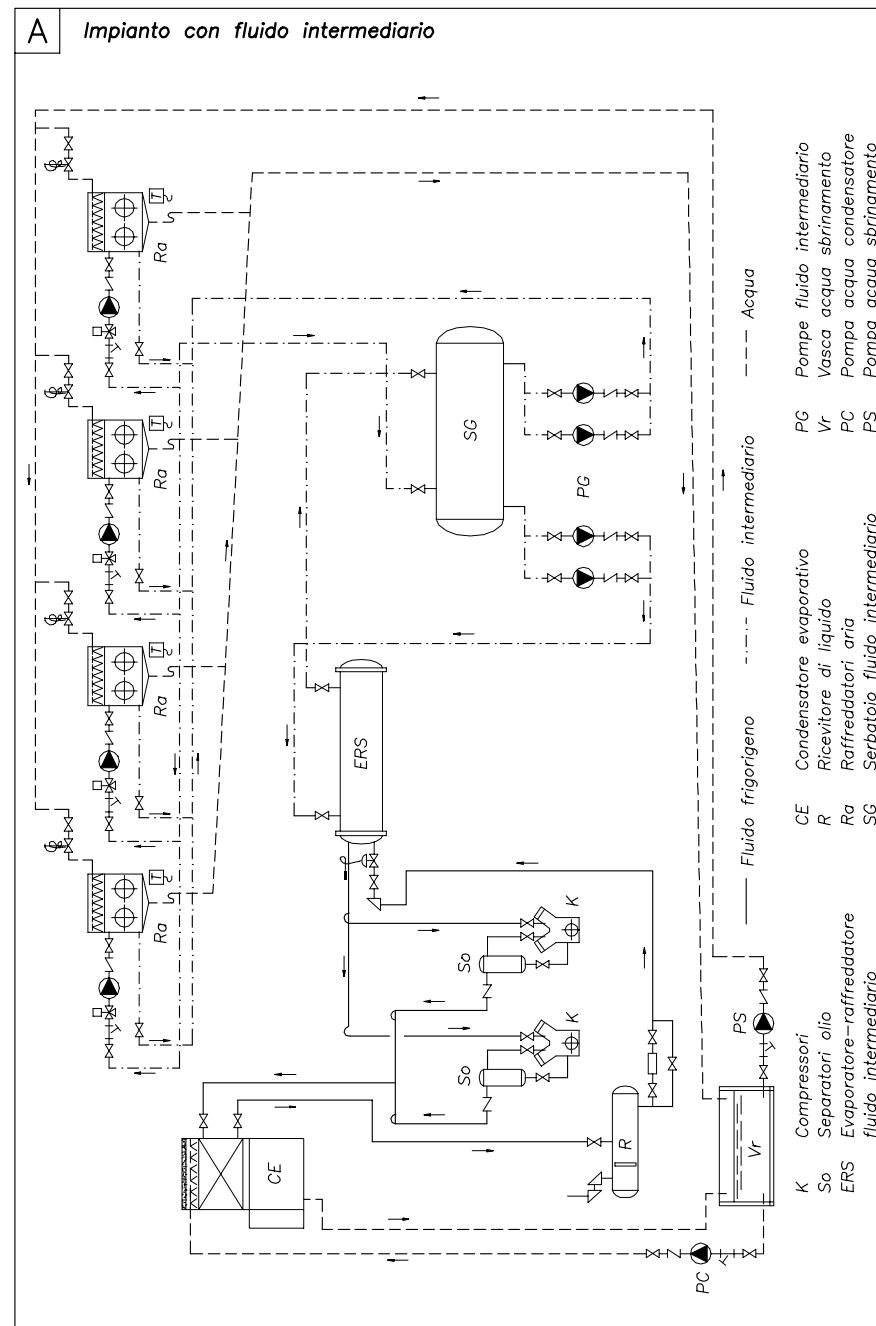 A
Impianto con fluido intermediario
T
Ra
T
Ra
T
Ra
T
Ra
SG
PG
ERS
K
So
K
So
CE
R
PS
Vr
PC
Fluido frigorigeno
Fluido intermediario
Acqua
K Compressori
So Separatori olio
ERS Evaporatore-raffreddatore
fluido intermediario
CE Condensatore evaporativo
R Ricevitore di liquido
Ra Raffreddatori aria
SG Serbatoio fluido intermediario
PG Pompe fluido intermediario
Vr Vasca acqua sbrinamento
PC Pompa acqua condensatore
PS Pompa acqua sbrinamento